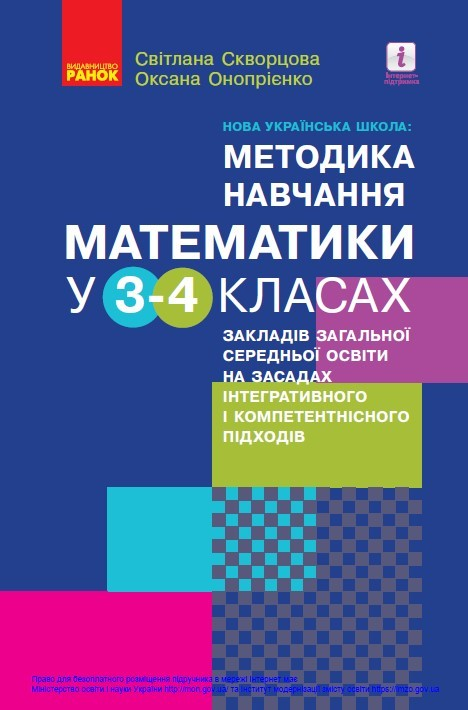 ВИДАВНИЦТВО
РАНОК
Світлана Скворцова
Оксана Онопрієнко
i
Інтернет-
підтримка
НОВА УКРАЇНСЬКА ШКОЛА:
МЕТОДИКА
НАВЧАННЯ
МАТЕМАТИКИ
У 3-4 КЛАСАХ
ЗАКЛАДІВ ЗАГАЛЬНОЇ
СЕРЕДНЬОЇ ОСВІТИ
НА ЗАСАДАХ
ІНТЕГРАТИВНОГО
І КОМПЕТЕНТНІСНОГО
ПІДХОДІВ
Право для безоплатного розміщення підручника в мережі Інтернет має
Міністерство освіти і науки України http://mon.gov.ua/ та Інститут модернізації змісту освіти https://imzo.gov.ua